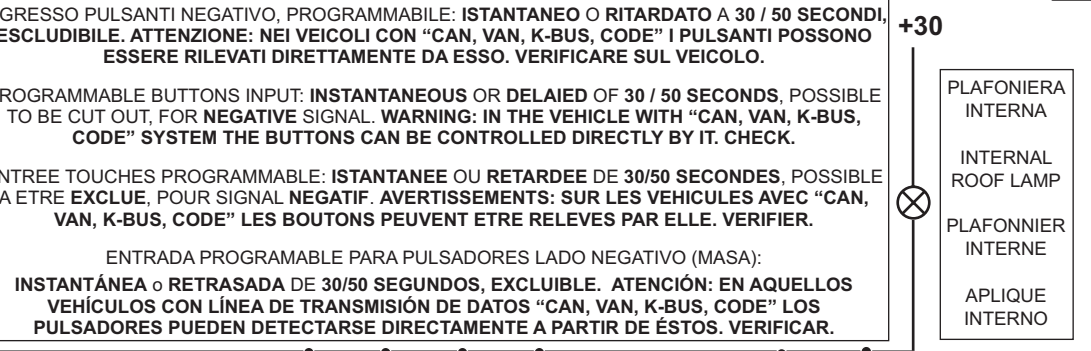 GRESSO PULSANTI NEGATIVO, PROGRAMMABILE: ISTANTANEO O RITARDATO A 30 / 50 SECONDI,
ESCLUDIBILE. ATTENZIONE: NEI VEICOLI CON “CAN, VAN, K-BUS, CODE” I PULSANTI POSSONO
ESSERE RILEVATI DIRETTAMENTE DA ESSO. VERIFICARE SUL VEICOLO.
ROGRAMMABLE BUTTONS INPUT: INSTANTANEOUS OR DELAIED OF 30 / 50 SECONDS, POSSIBLE
TO BE CUT OUT, FOR NEGATIVE SIGNAL. WARNING: IN THE VEHICLE WITH “CAN, VAN, K-BUS,
CODE” SYSTEM THE BUTTONS CAN BE CONTROLLED DIRECTLY BY IT. CHECK.
NTREE TOUCHES PROGRAMMABLE: ISTANTANEE OU RETARDEE DE 30/50 SECONDES, POSSIBLE
A ETRE EXCLUE, POUR SIGNAL NEGATIF. AVERTISSEMENTS: SUR LES VEHICULES AVEC “CAN,
VAN, K-BUS, CODE” LES BOUTONS PEUVENT ETRE RELEVES PAR ELLE. VERIFIER.
ENTRADA PROGRAMABLE PARA PULSADORES LADO NEGATIVO (MASA):
INSTANTÁNEA o RETRASADA DE 30/50 SEGUNDOS, EXCLUIBLE. ATENCIÓN: EN AQUELLOS
VEHÍCULOS CON LÍNEA DE TRANSMISIÓN DE DATOS “CAN, VAN, K-BUS, CODE” LOS
PULSADORES PUEDEN DETECTARSE DIRECTAMENTE A PARTIR DE ÉSTOS. VERIFICAR.
+30
PLAFONIERA
INTERNA
INTERNAL
ROOF LAMP
PLAFONNIER
INTERNE
APLIQUE
INTERNO